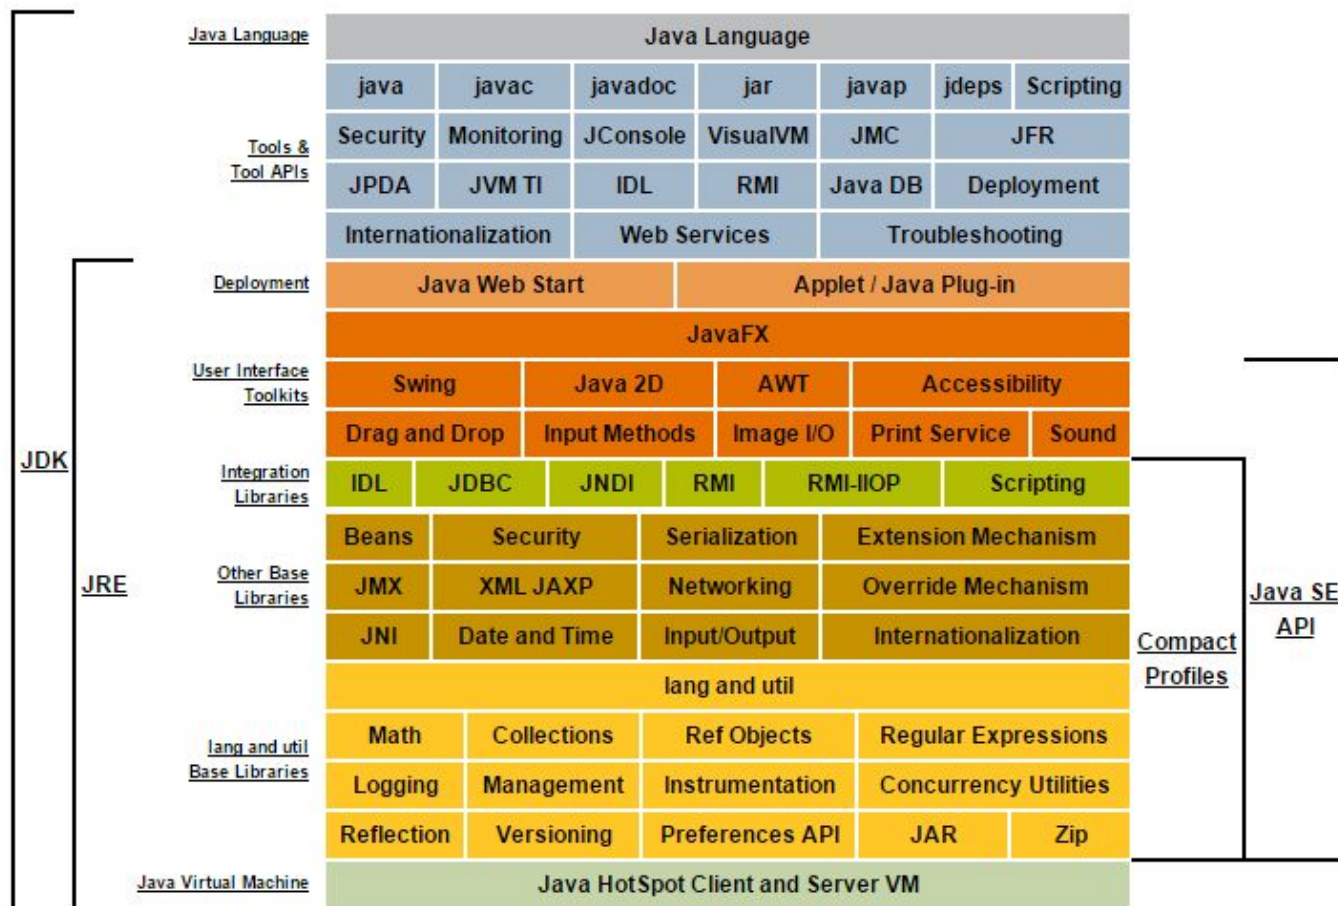 Java Language
Java Language
java javac javadoc jar javap jdeps Scripting
Tools &
Tool APIs
Security Monitoring JConsole VisualVM JMC JFR
JPDA JVM TI IDL RMI Java DB Deployment
Internationalization Web Services Troubleshooting
Deployment
Java Web Start Applet / Java Plug-in
JavaFX
User Interface
Toolkits
Swing Java 2D AWT Accessibility
Drag and Drop Input Methods Image I/O Print Service Sound
JDK
Integration
Libraries
IDL JDBC JNDI RMI RMI-IIOP Scripting
Beans Security Serialization Extension Mechanism
JRE
Other Base
Libraries
JMX XML JAXP Networking Override Mechanism
JNI Date and Time Input/Output Internationalization
Java SE
API
Compact
Profiles
lang and util
lang and util
Base Libraries
Math Collections Ref Objects Regular Expressions
Logging Management Instrumentation Concurrency Utilities
Reflection Versioning Preferences API JAR Zip
Java Virtual Machine
Java HotSpot Client and Server VM